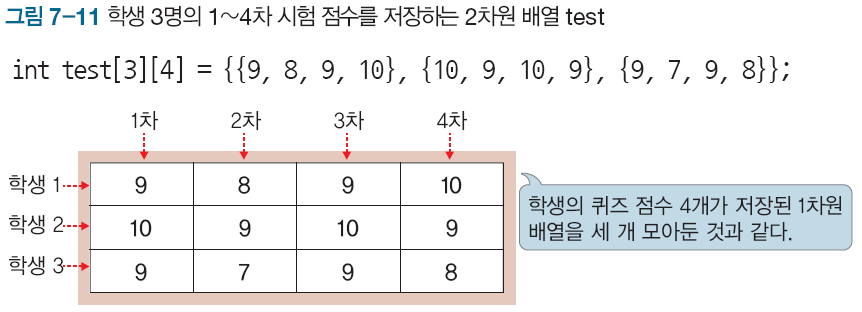 그림 7-11 학생 3명의 1~4차 시험 점수를 저장하는 2차원 배열 test
int test[3][4] = {{9, 8, 9, 10}, {10, 9, 10, 9}, {9, 7, 9, 8}};
1차 2차 3차 4차
학생 1 9 8 9 10
학생 2 10 9 10 9
학생 3 9 7 9 8
학생의 퀴즈 점수 4개가 저장된 1차원
배열을 세 개 모아둔 것과 같다.